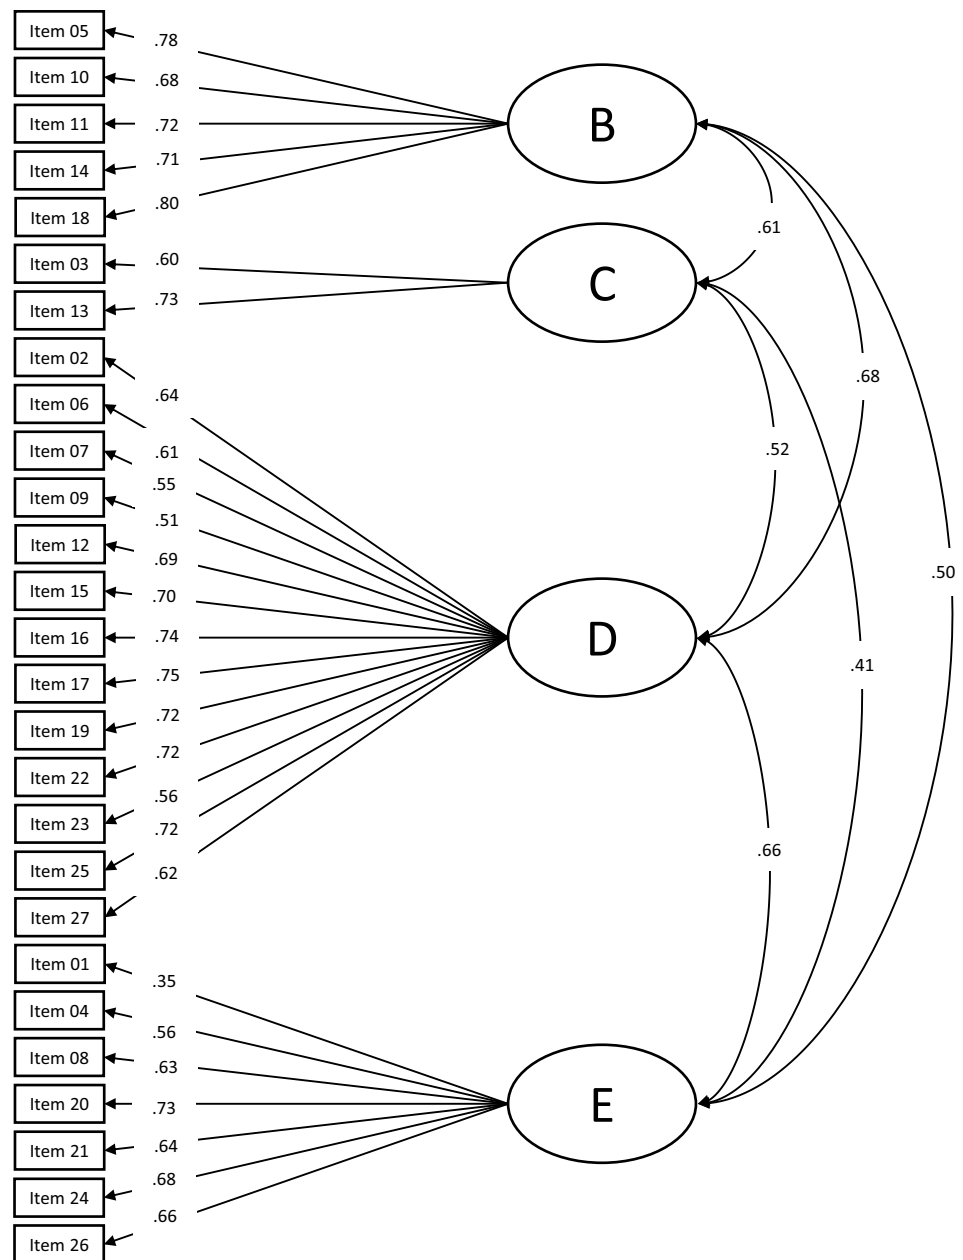 Item 05
.78
Item 10
.68
B
Item 11
.72
Item 14
.71
Item 18
.80
.61
Item 03
.60
C
Item 13
.73
Item 02
.64
.68
Item 06
.61
.52
Item 07
.55
Item 09
.51
Item 12
.69
.50
Item 15
.70
Item 16
.74
D
Item 17
.75
.41
Item 19
.72
Item 22
.72
Item 23
.56
.72
.66
Item 25
.62
Item 27
Item 01
.35
Item 04
.56
Item 08
.63
Item 20
.73
E
Item 21
.64
Item 24
.68
Item 26
.66